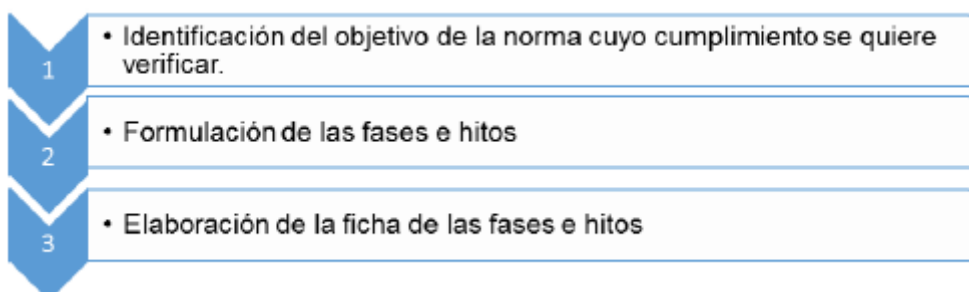 1
• Identificación del objetivo de la norma cuyo cumplimiento se quiere
verificar.
2
• Formulación de las fases e hitos
3
• Elaboración de la ficha de las fases e hitos